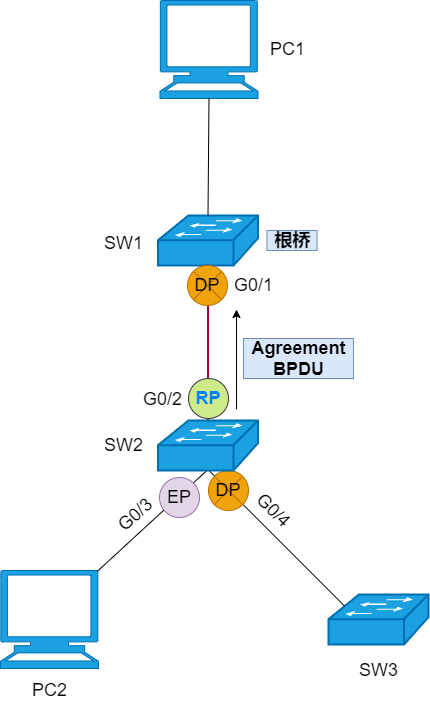 PC1
SW1
根桥
DP
G0/1
Agreement
BPDU
G0/2
RP
SW2
EP
DP
G0/3
G0/4
PC2
SW3